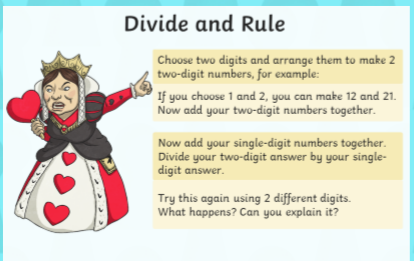 Divide and Rule
Choose two digits and arrange them to make 2
two-digit numbers, for example:
If you choose 1 and 2, you can make 12 and 21.
Now add your two-digit numbers together.
Now add your single-digit numbers together.
Divide your two-digit answer by your single-
digit answer.
Try this again using 2 different digits.
What happens? Can you explain it?